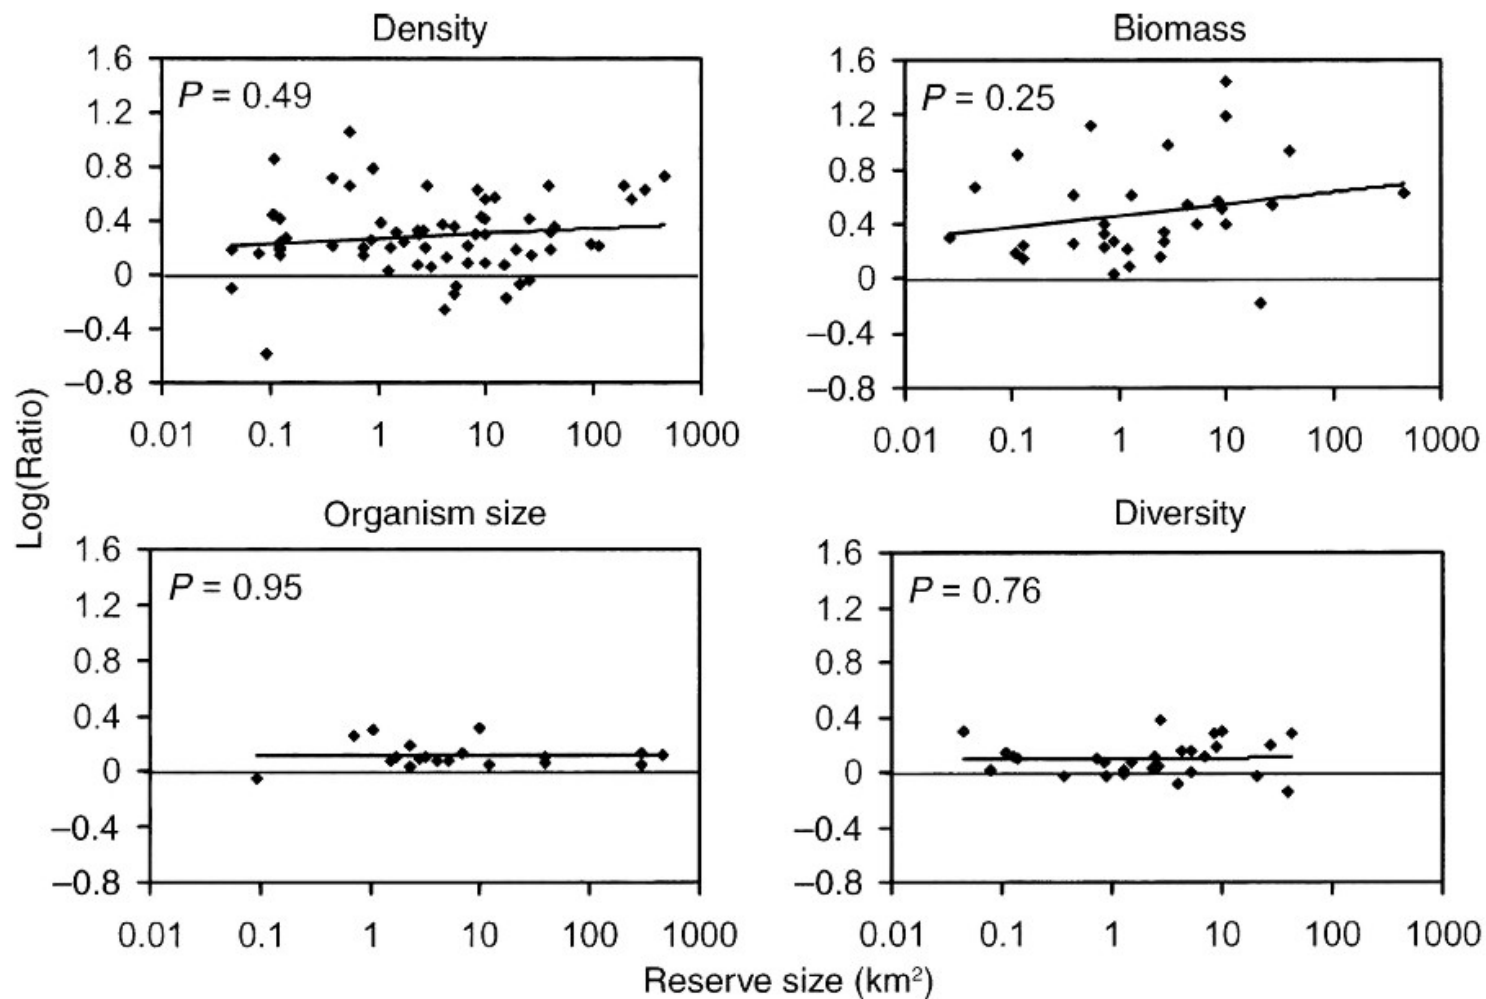 Density
1.6
1.2
0.8
0.4
0
–0.4
–0.8
P = 0.49
0.01 0.1 1 10 100 1000
Biomass
1.6
1.2
0.8
0.4
0
–0.4
–0.8
P = 0.25
0.01 0.1 1 10 100 1000
Log(Ratio)
Organism size
1.6
1.2
0.8
0.4
0
–0.4
–0.8
P = 0.95
0.01 0.1 1 10 100 1000
Diversity
1.6
1.2
0.8
0.4
0
–0.4
–0.8
P = 0.76
0.01 0.1 1 10 100 1000
Reserve size (km²)